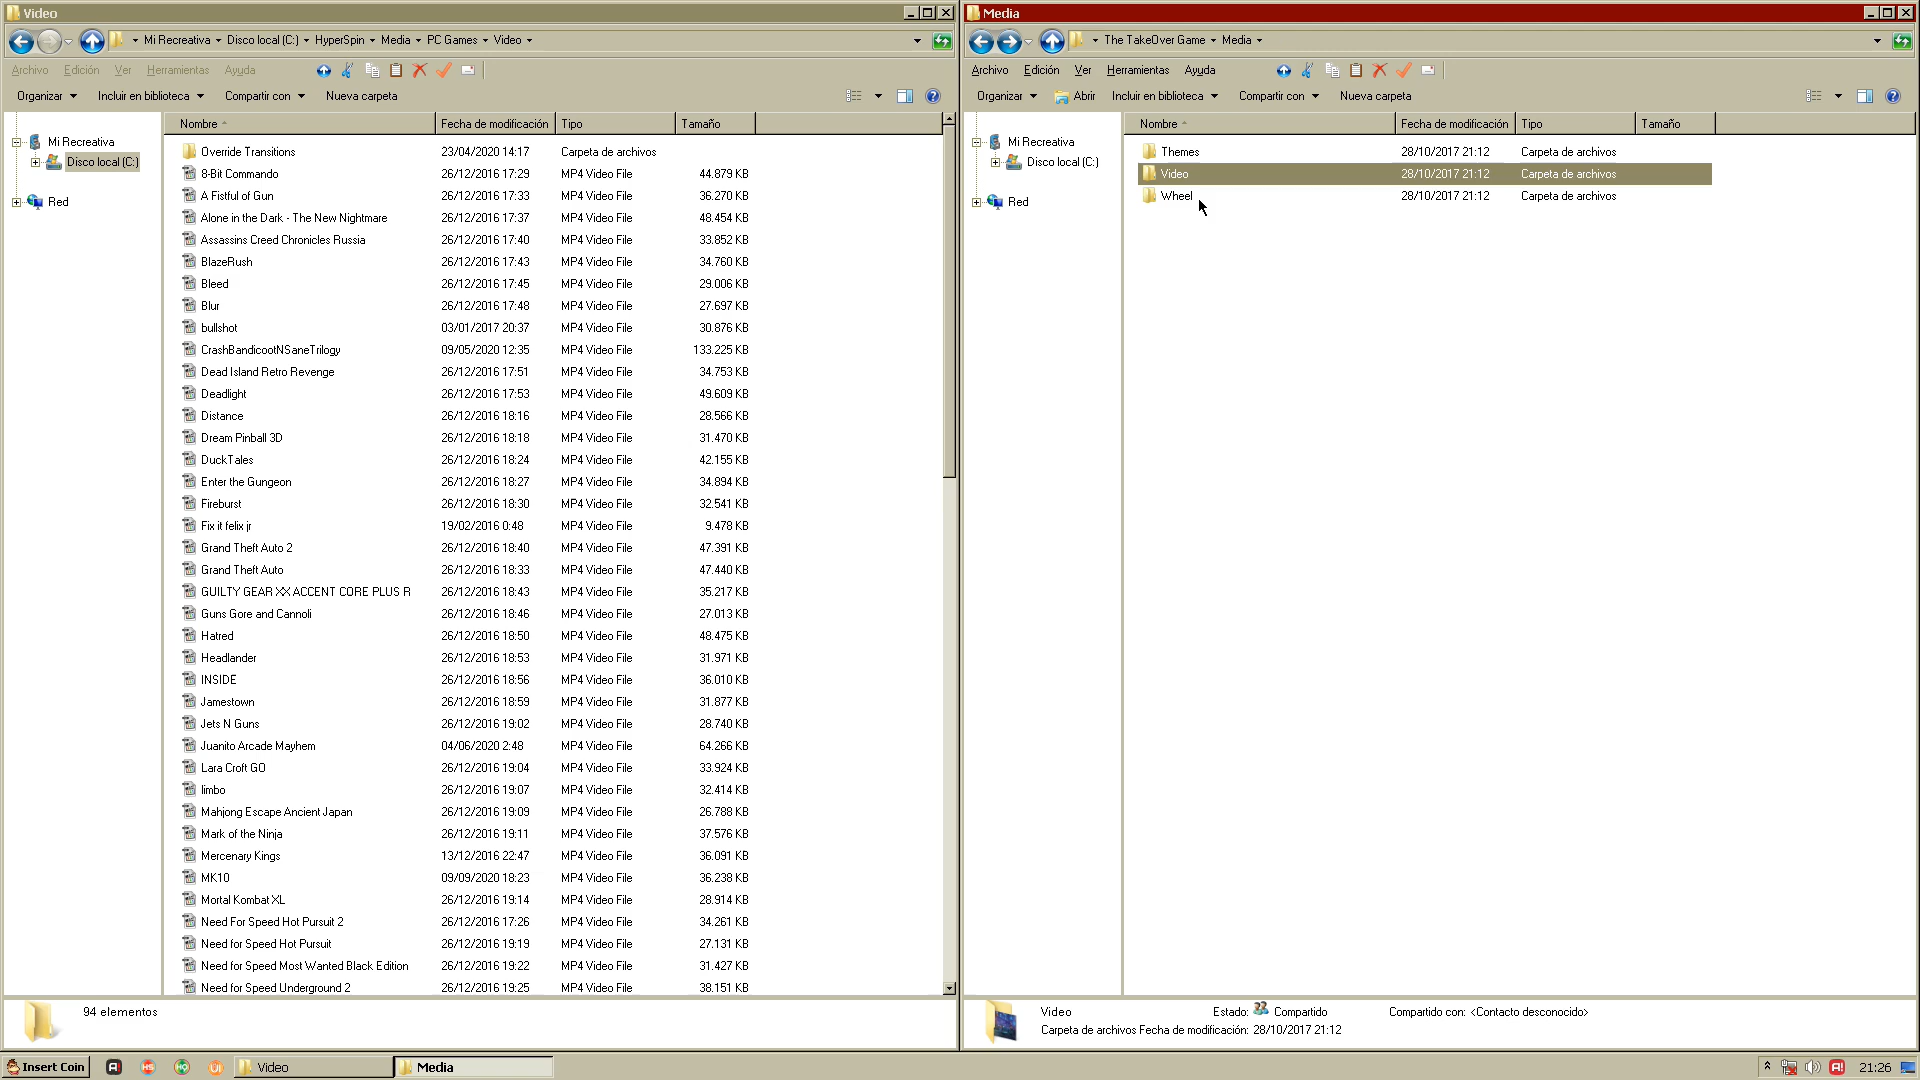 Video
Mi Recreativa Disco local (C:) HyperSpin Media PC Games Video
Archivo Edición Ver Herramientas Ayuda
Organizar Incluir en biblioteca Compartir con Nueva carpeta
Mi Recreativa
Disco local (C:)
Red
Nombre Fecha de modificación Tipo Tamaño
Override Transitions 23/04/2020 14:17 Carpeta de archivos
8-Bit Commando 26/12/2016 17:29 MP4 Video File 44.879 KB
A Fistful of Gun 26/12/2016 17:33 MP4 Video File 36.270 KB
Alone in the Dark - The New Nightmare 26/12/2016 17:37 MP4 Video File 48.454 KB
Assassins Creed Chronicles Russia 26/12/2016 17:40 MP4 Video File 33.852 KB
BlazeRush 26/12/2016 17:43 MP4 Video File 34.760 KB
Bleed 26/12/2016 17:45 MP4 Video File 29.006 KB
Blur 26/12/2016 17:48 MP4 Video File 27.697 KB
bullshot 03/01/2017 20:37 MP4 Video File 30.876 KB
CrashBandicootNSaneTrilogy 09/05/2020 12:35 MP4 Video File 133.225 KB
Dead Island Retro Revenge 26/12/2016 17:51 MP4 Video File 34.753 KB
Deadlight 26/12/2016 17:53 MP4 Video File 49.609 KB
Distance 26/12/2016 18:16 MP4 Video File 28.566 KB
Dream Pinball 3D 26/12/2016 18:18 MP4 Video File 31.470 KB
DuckTales 26/12/2016 18:24 MP4 Video File 42.155 KB
Enter the Gungeon 26/12/2016 18:27 MP4 Video File 34.894 KB
Fireburst 26/12/2016 18:30 MP4 Video File 32.541 KB
Fix it felix jr 19/02/2016 0:48 MP4 Video File 9.478 KB
Grand Theft Auto 2 26/12/2016 18:40 MP4 Video File 47.391 KB
Grand Theft Auto 26/12/2016 18:33 MP4 Video File 47.440 KB
GUILTY GEAR XX ACCENT CORE PLUS R 26/12/2016 18:43 MP4 Video File 35.217 KB
Guns Gore and Cannoli 26/12/2016 18:46 MP4 Video File 27.013 KB
Hatred 26/12/2016 18:50 MP4 Video File 48.475 KB
Headlander 26/12/2016 18:53 MP4 Video File 31.971 KB
INSIDE 26/12/2016 18:56 MP4 Video File 36.010 KB
Jamestown 26/12/2016 18:59 MP4 Video File 31.877 KB
Jets N Guns 26/12/2016 19:02 MP4 Video File 28.740 KB
Juanito Arcade Mayhem 04/06/2020 2:48 MP4 Video File 64.266 KB
Lara Croft GO 26/12/2016 19:04 MP4 Video File 33.924 KB
limbo 26/12/2016 19:07 MP4 Video File 32.414 KB
Mahjong Escape Ancient Japan 26/12/2016 19:09 MP4 Video File 26.788 KB
Mark of the Ninja 26/12/2016 19:11 MP4 Video File 37.576 KB
Mercenary Kings 13/12/2016 22:47 MP4 Video File 36.091 KB
MK10 09/09/2020 18:23 MP4 Video File 36.238 KB
Mortal Kombat XL 26/12/2016 19:14 MP4 Video File 28.914 KB
Need For Speed Hot Pursuit 2 26/12/2016 17:26 MP4 Video File 34.261 KB
Need for Speed Hot Pursuit 26/12/2016 19:19 MP4 Video File 27.131 KB
Need for Speed Most Wanted Black Edition 26/12/2016 19:22 MP4 Video File 31.427 KB
Need for Speed Underground 2 26/12/2016 19:25 MP4 Video File 38.151 KB
94 elementos
Media
The TakeOver Game Media
Archivo Edición Ver Herramientas Ayuda
Organizar Abrir Incluir en biblioteca Compartir con Nueva carpeta
Mi Recreativa
Disco local (C:)
Red
Nombre Fecha de modificación Tipo Tamaño
Themes 28/10/2017 21:12 Carpeta de archivos
Video 28/10/2017 21:12 Carpeta de archivos
Wheel 28/10/2017 21:12 Carpeta de archivos
Video Estado: Compartido Compartido con: <Contacto desconocido>
Carpeta de archivos Fecha de modificación: 28/10/2017 21:12
Insert Coin A! HS HQ UI Video Media A! 21:26